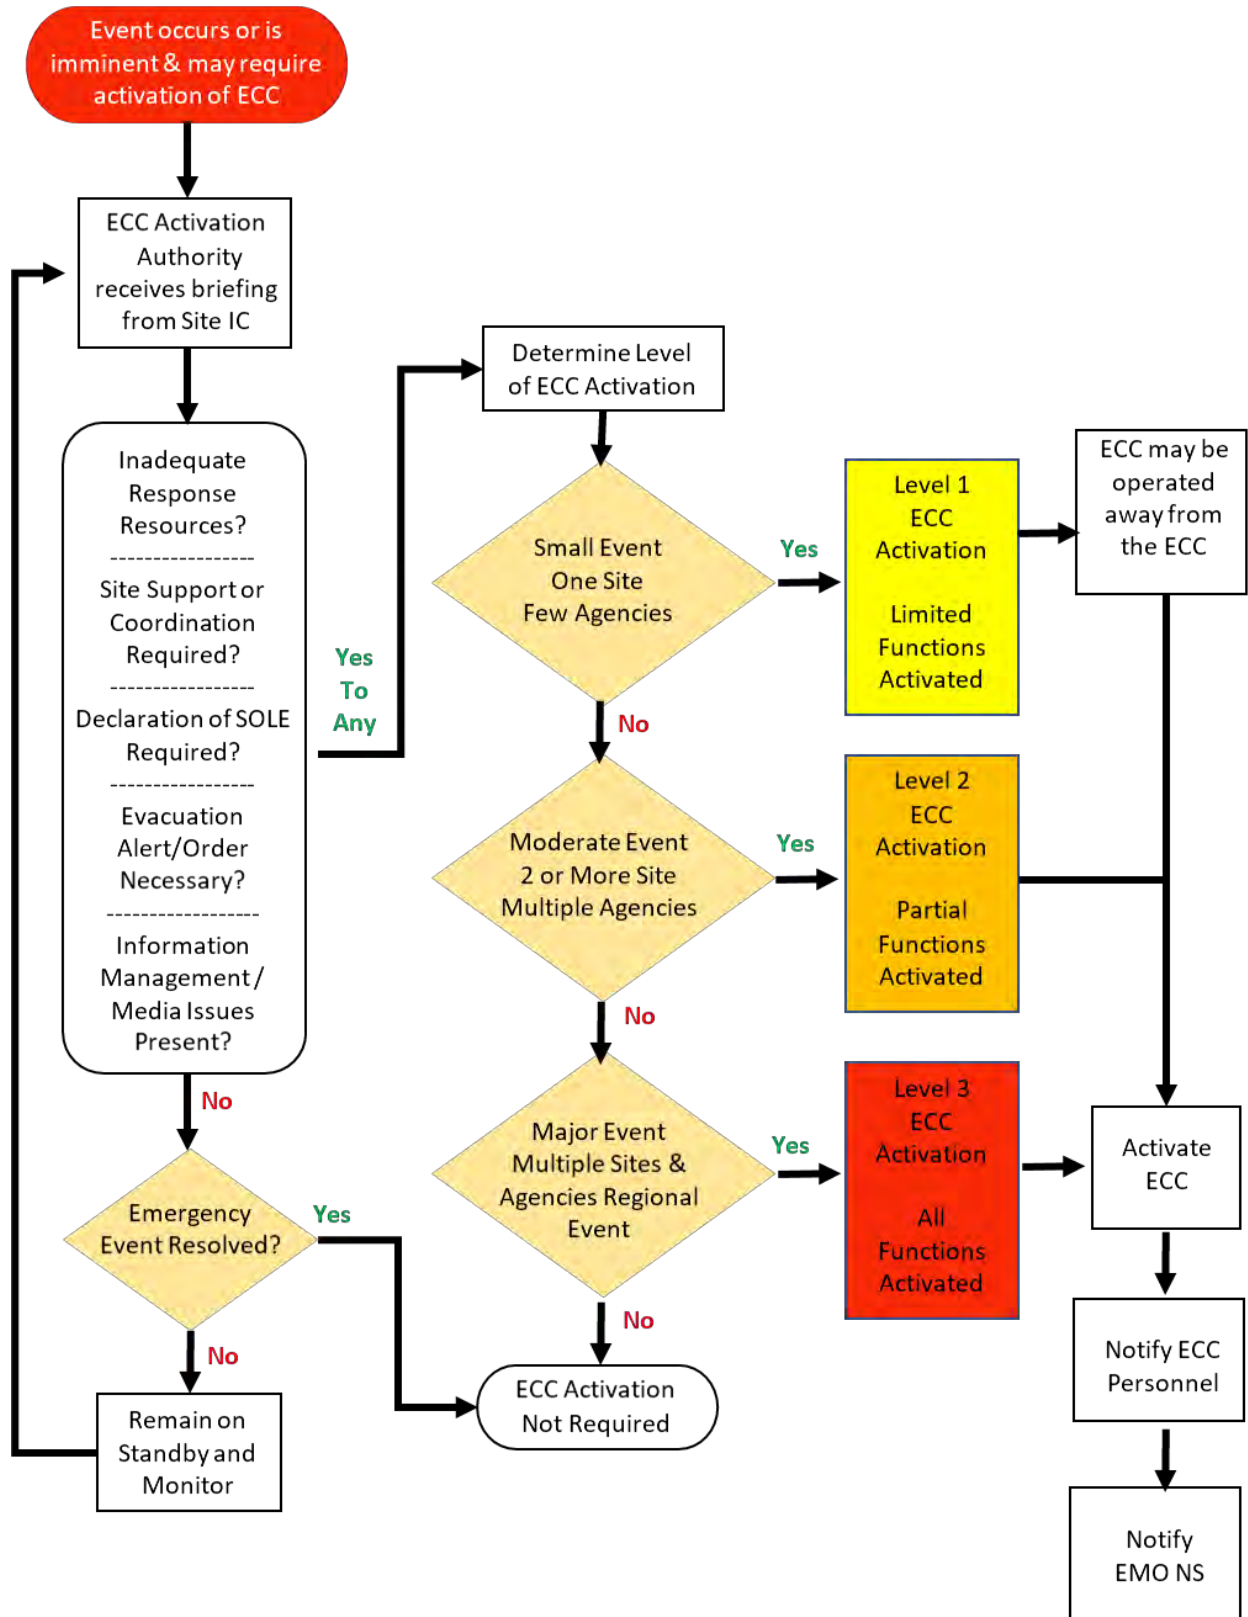 Event occurs or is
imminent & may require
activation of ECC
ECC Activation
Authority
receives briefing
from Site IC
Inadequate
Response
Resources?
------------------
Site Support or
Coordination
Required?
------------------
Declaration of SOLE
Required?
------------------
Evacuation
Alert/Order
Necessary?
-------------------
Information
Management /
Media Issues
Present?
Yes
To
Any
No
Emergency
Event Resolved?
Yes
No
Remain on
Standby and
Monitor
Determine Level
of ECC Activation
Small Event
One Site
Few Agencies
Yes
No
Moderate Event
2 or More Site
Multiple Agencies
Yes
No
Major Event
Multiple Sites &
Agencies Regional
Event
Yes
No
ECC Activation
Not Required
Level 1
ECC
Activation
Limited
Functions
Activated
Level 2
ECC
Activation
Partial
Functions
Activated
Level 3
ECC
Activation
All
Functions
Activated
ECC may be
operated
away from
the ECC
Activate
ECC
Notify ECC
Personnel
Notify
EMO NS